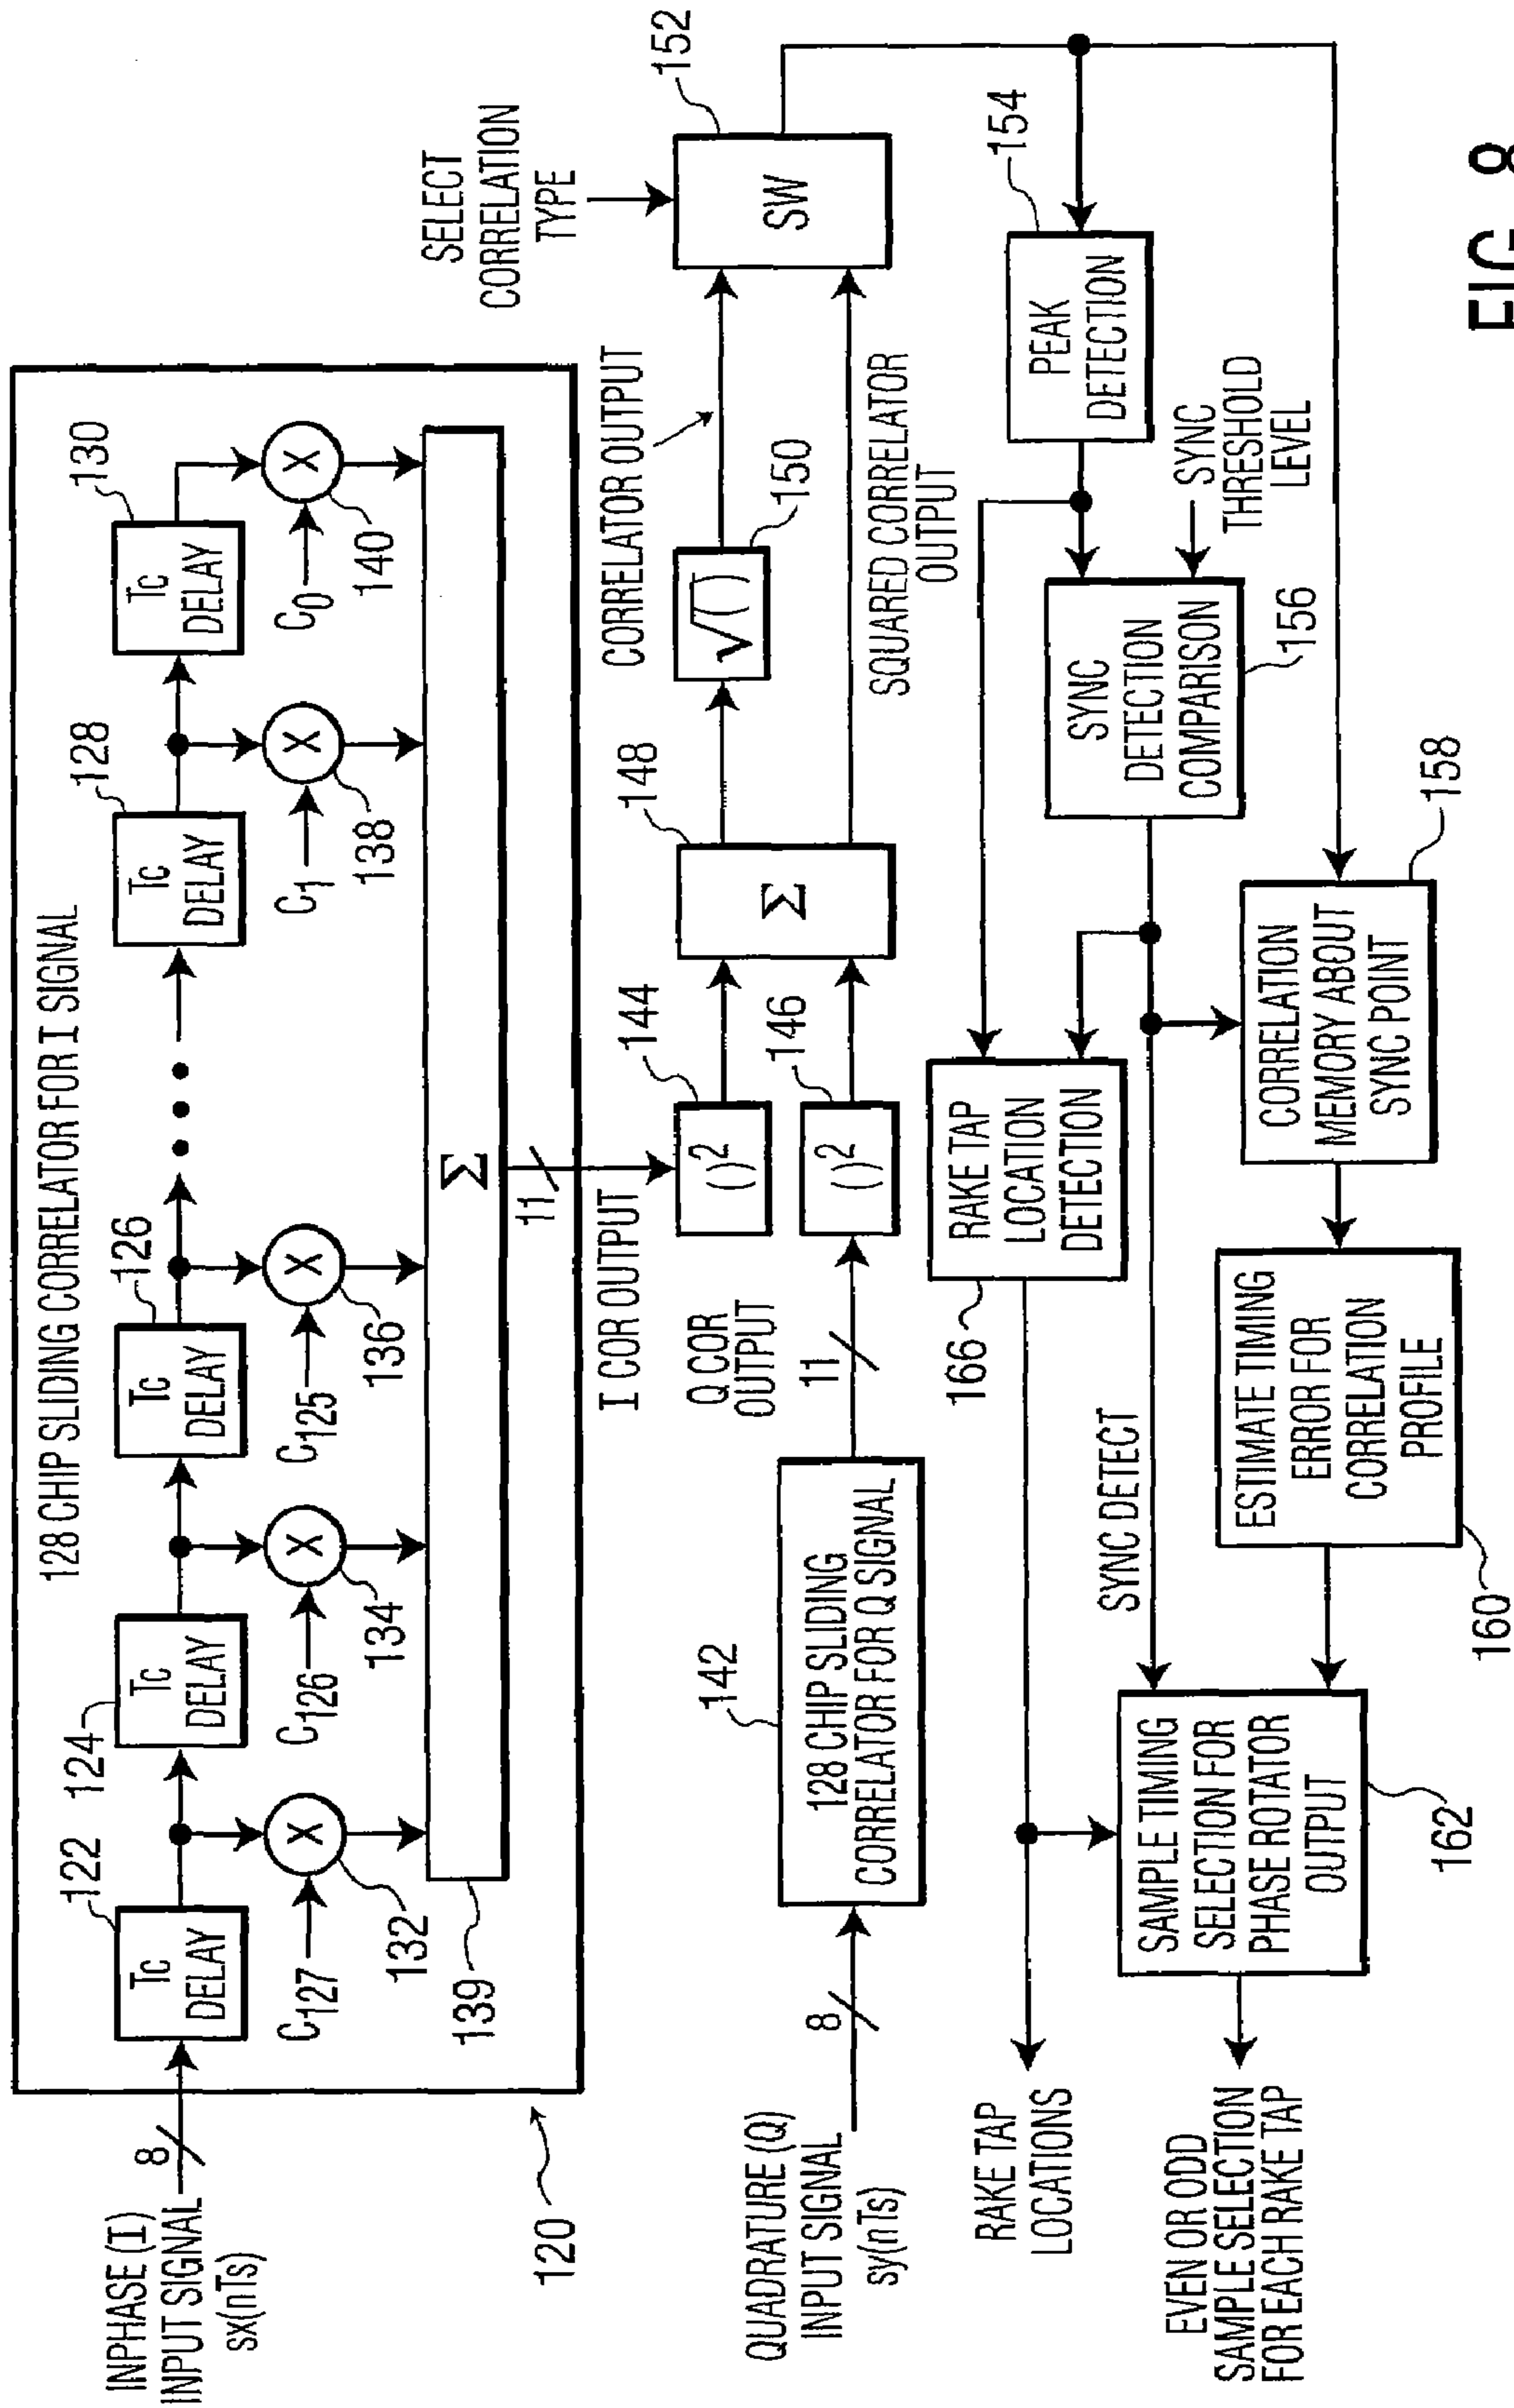 128 CHIP SLIDING CORRELATOR FOR I SIGNAL
INPHASE (I)
INPUT SIGNAL
sx(nTs)
8
122
Tc
DELAY
124
Tc
DELAY
126
Tc
DELAY
128
Tc
DELAY
130
Tc
DELAY
C127
X
132
C126
X
134
C125
X
136
C1
X
138
C0
X
140
Σ
139
120
11
I COR OUTPUT
QUADRATURE (Q)
INPUT SIGNAL
sy(nTs)
8
142
128 CHIP SLIDING
CORRELATOR FOR Q SIGNAL
Q COR
OUTPUT
11
144
()2
146
()2
148
Σ
150
√()
CORRELATOR OUTPUT
SQUARED CORRELATOR
OUTPUT
SELECT
CORRELATION
TYPE
SW
152
154
PEAK
DETECTION
SYNC
THRESHOLD
LEVEL
SYNC
DETECTION
COMPARISON
156
RAKE TAP
LOCATION
DETECTION
166
CORRELATION
MEMORY ABOUT
SYNC POINT
158
SYNC DETECT
ESTIMATE TIMING
ERROR FOR
CORRELATION
PROFILE
160
SAMPLE TIMING
SELECTION FOR
PHASE ROTATOR
OUTPUT
162
RAKE TAP
LOCATIONS
EVEN OR ODD
SAMPLE SELECTION
FOR EACH RAKE TAP
FIG. 8